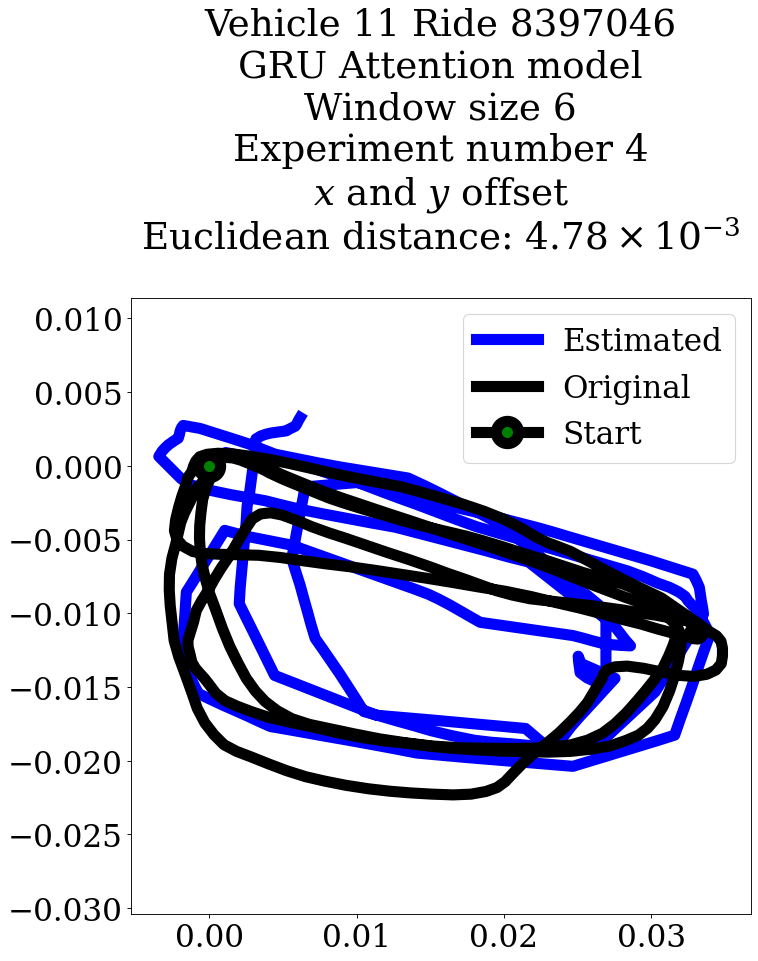 Vehicle 11 Ride 8397046
GRU Attention model
Window size 6
Experiment number 4
x and y offset
Euclidean distance: 4.78 × 10⁻³
Estimated
Original
Start
0.010
0.005
0.000
−0.005
−0.010
−0.015
−0.020
−0.025
−0.030
0.00 0.01 0.02 0.03